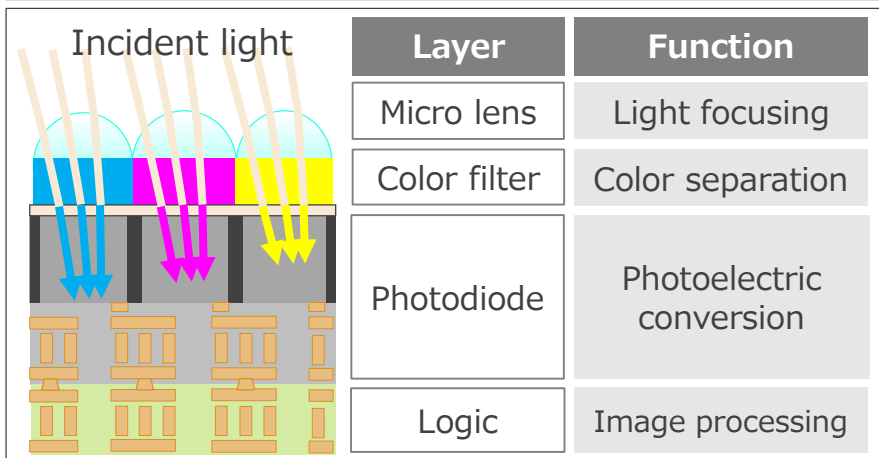 Incident light
Layer
Function
Micro lens
Light focusing
Color filter
Color separation
Photodiode
Photoelectric
conversion
Logic
Image processing